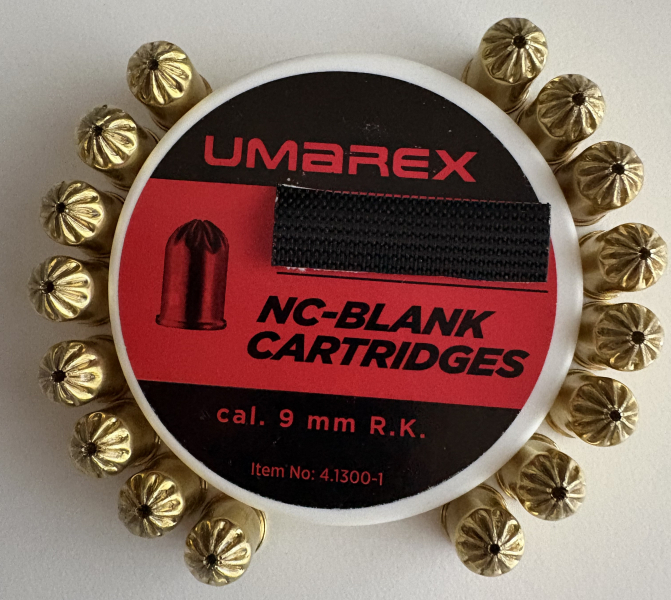 UMAREX
NC-BLANK
CARTRIDGES
cal. 9 mm R.K.
Item No: 4.1300-1